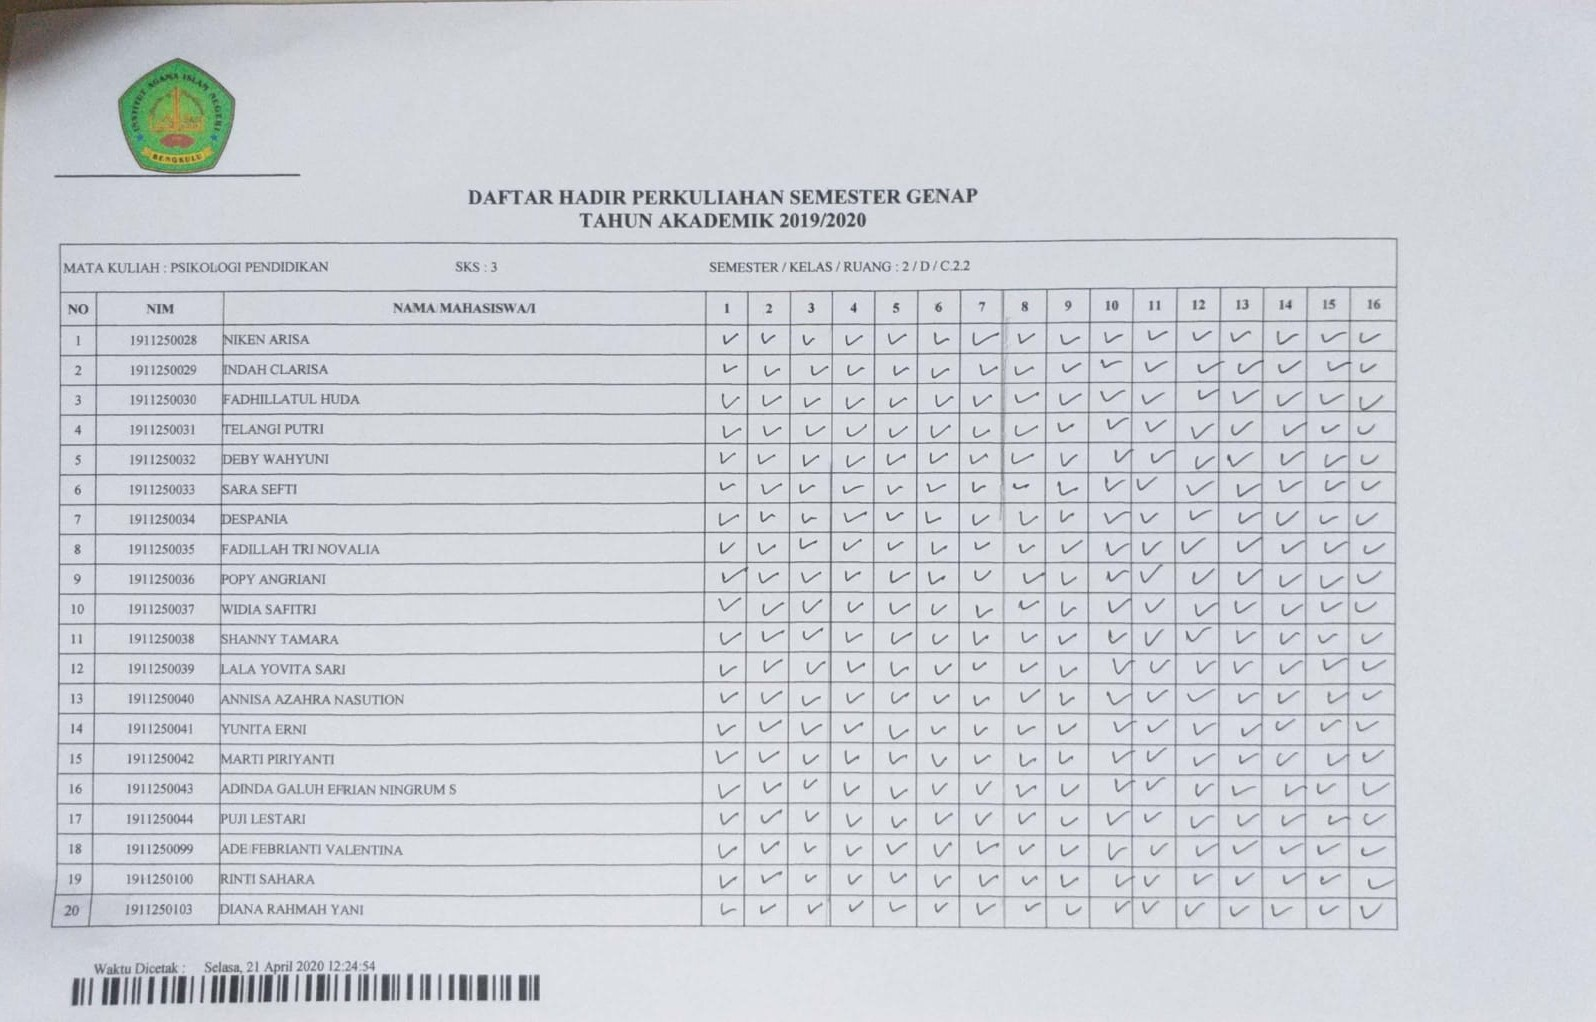 INSTITUT AGAMA ISLAM NEGERI
BENGKULU
DAFTAR HADIR PERKULIAHAN SEMESTER GENAP
TAHUN AKADEMIK 2019/2020
MATA KULIAH : PSIKOLOGI PENDIDIKAN SKS : 3 SEMESTER / KELAS / RUANG : 2 / D / C.2.2
NO NIM NAMA MAHASISWA/I 1 2 3 4 5 6 7 8 9 10 11 12 13 14 15 16
1 1911250028 NIKEN ARISA ✓ ✓ ✓ ✓ ✓ ✓ ✓ ✓ ✓ ✓ ✓ ✓ ✓ ✓ ✓ ✓
2 1911250029 INDAH CLARISA ✓ ✓ ✓ ✓ ✓ ✓ ✓ ✓ ✓ ✓ ✓ ✓ ✓ ✓ ✓ ✓
3 1911250030 FADHILLATUL HUDA ✓ ✓ ✓ ✓ ✓ ✓ ✓ ✓ ✓ ✓ ✓ ✓ ✓ ✓ ✓ ✓
4 1911250031 TELANGI PUTRI ✓ ✓ ✓ ✓ ✓ ✓ ✓ ✓ ✓ ✓ ✓ ✓ ✓ ✓ ✓ ✓
5 1911250032 DEBY WAHYUNI ✓ ✓ ✓ ✓ ✓ ✓ ✓ ✓ ✓ ✓ ✓ ✓ ✓ ✓ ✓ ✓
6 1911250033 SARA SEFTI ✓ ✓ ✓ ✓ ✓ ✓ ✓ ✓ ✓ ✓ ✓ ✓ ✓ ✓ ✓ ✓
7 1911250034 DESPANIA ✓ ✓ ✓ ✓ ✓ ✓ ✓ ✓ ✓ ✓ ✓ ✓ ✓ ✓ ✓ ✓
8 1911250035 FADILLAH TRI NOVALIA ✓ ✓ ✓ ✓ ✓ ✓ ✓ ✓ ✓ ✓ ✓ ✓ ✓ ✓ ✓ ✓
9 1911250036 POPY ANGRIANI ✓ ✓ ✓ ✓ ✓ ✓ ✓ ✓ ✓ ✓ ✓ ✓ ✓ ✓ ✓ ✓
10 1911250037 WIDIA SAFITRI ✓ ✓ ✓ ✓ ✓ ✓ ✓ ✓ ✓ ✓ ✓ ✓ ✓ ✓ ✓ ✓
11 1911250038 SHANNY TAMARA ✓ ✓ ✓ ✓ ✓ ✓ ✓ ✓ ✓ ✓ ✓ ✓ ✓ ✓ ✓ ✓
12 1911250039 LALA YOVITA SARI ✓ ✓ ✓ ✓ ✓ ✓ ✓ ✓ ✓ ✓ ✓ ✓ ✓ ✓ ✓ ✓
13 1911250040 ANNISA AZAHRA NASUTION ✓ ✓ ✓ ✓ ✓ ✓ ✓ ✓ ✓ ✓ ✓ ✓ ✓ ✓ ✓ ✓
14 1911250041 YUNITA ERNI ✓ ✓ ✓ ✓ ✓ ✓ ✓ ✓ ✓ ✓ ✓ ✓ ✓ ✓ ✓ ✓
15 1911250042 MARTI PIRIYANTI ✓ ✓ ✓ ✓ ✓ ✓ ✓ ✓ ✓ ✓ ✓ ✓ ✓ ✓ ✓ ✓
16 1911250043 ADINDA GALUH EFRIAN NINGRUM S ✓ ✓ ✓ ✓ ✓ ✓ ✓ ✓ ✓ ✓ ✓ ✓ ✓ ✓ ✓ ✓
17 1911250044 PUJI LESTARI ✓ ✓ ✓ ✓ ✓ ✓ ✓ ✓ ✓ ✓ ✓ ✓ ✓ ✓ ✓ ✓
18 1911250099 ADE FEBRIANTI VALENTINA ✓ ✓ ✓ ✓ ✓ ✓ ✓ ✓ ✓ ✓ ✓ ✓ ✓ ✓ ✓ ✓
19 1911250100 RINTI SAHARA ✓ ✓ ✓ ✓ ✓ ✓ ✓ ✓ ✓ ✓ ✓ ✓ ✓ ✓ ✓ ✓
20 1911250103 DIANA RAHMAH YANI ✓ ✓ ✓ ✓ ✓ ✓ ✓ ✓ ✓ ✓ ✓ ✓ ✓ ✓ ✓ ✓
Waktu Dicetak : Selasa, 21 April 2020 12:24:54